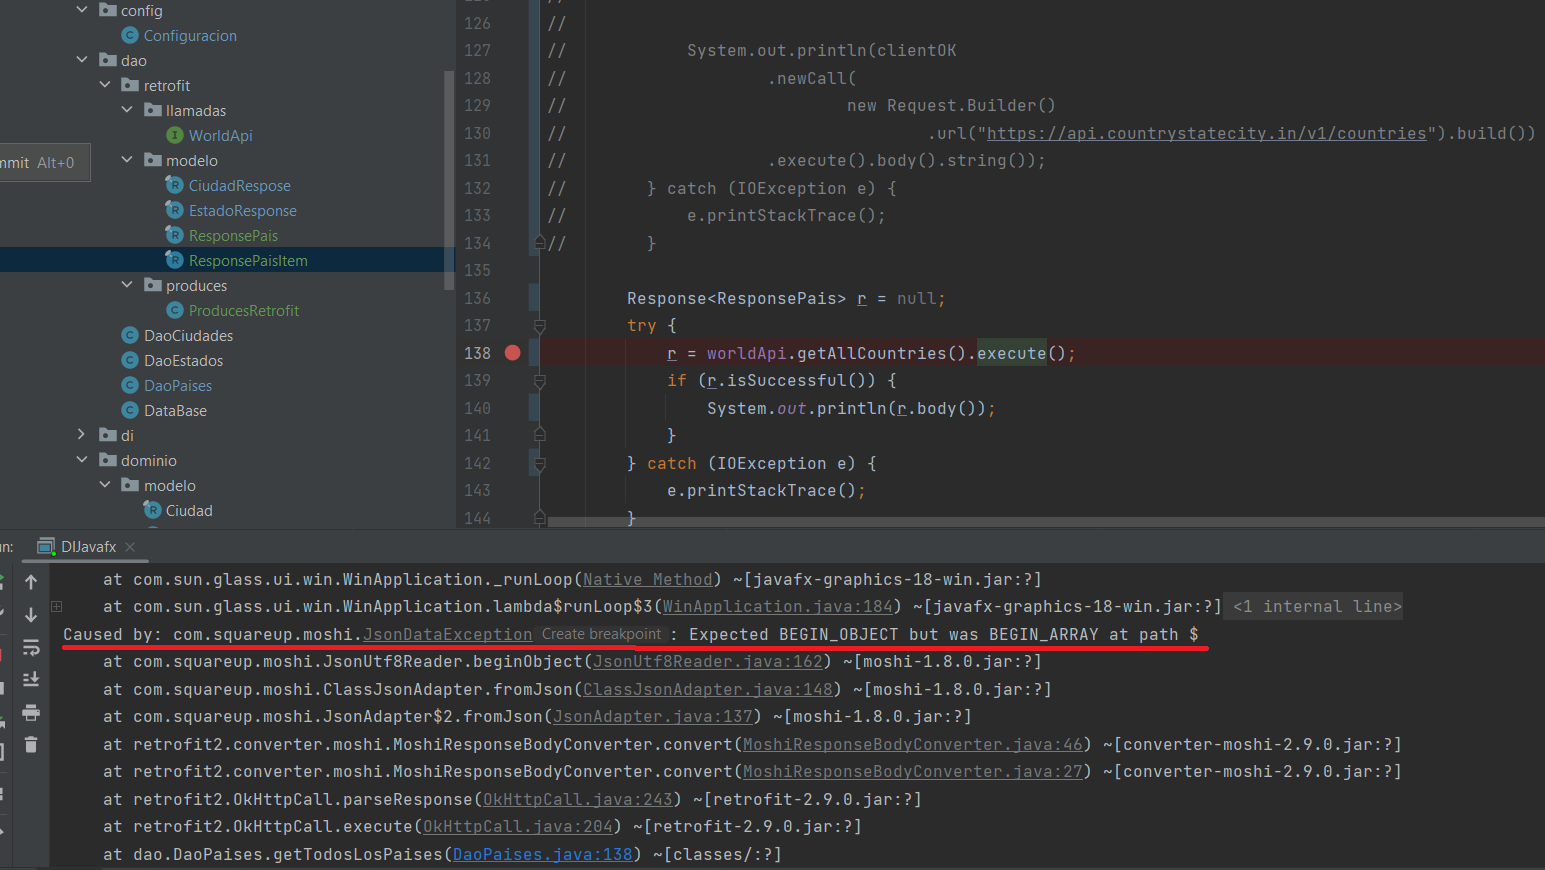 config
Configuracion
dao
retrofit
llamadas
WorldApi
mmit Alt+0
modelo
CiudadRespose
EstadoResponse
ResponsePais
ResponsePaisItem
produces
ProducesRetrofit
DaoCiudades
DaoEstados
DaoPaises
DataBase
di
dominio
modelo
Ciudad
//
126 //
127 // System.out.println(clientOK
128 // .newCall(
129 // new Request.Builder()
130 // .url("https://api.countrystatecity.in/v1/countries").build())
131 // .execute().body().string());
132 // } catch (IOException e) {
133 // e.printStackTrace();
134 // }
135
136 Response<ResponsePais> r = null;
137 try {
138 r = worldApi.getAllCountries().execute();
139 if (r.isSuccessful()) {
140 System.out.println(r.body());
141 }
142 } catch (IOException e) {
143 e.printStackTrace();
144 }
un: DIJavafx
at com.sun.glass.ui.win.WinApplication._runLoop(Native Method) ~[javafx-graphics-18-win.jar:?]
at com.sun.glass.ui.win.WinApplication.lambda$runLoop$3(WinApplication.java:184) ~[javafx-graphics-18-win.jar:?] <1 internal line>
Caused by: com.squareup.moshi.JsonDataException Create breakpoint : Expected BEGIN_OBJECT but was BEGIN_ARRAY at path $
at com.squareup.moshi.JsonUtf8Reader.beginObject(JsonUtf8Reader.java:162) ~[moshi-1.8.0.jar:?]
at com.squareup.moshi.ClassJsonAdapter.fromJson(ClassJsonAdapter.java:148) ~[moshi-1.8.0.jar:?]
at com.squareup.moshi.JsonAdapter$2.fromJson(JsonAdapter.java:137) ~[moshi-1.8.0.jar:?]
at retrofit2.converter.moshi.MoshiResponseBodyConverter.convert(MoshiResponseBodyConverter.java:46) ~[converter-moshi-2.9.0.jar:?]
at retrofit2.converter.moshi.MoshiResponseBodyConverter.convert(MoshiResponseBodyConverter.java:27) ~[converter-moshi-2.9.0.jar:?]
at retrofit2.OkHttpCall.parseResponse(OkHttpCall.java:243) ~[retrofit-2.9.0.jar:?]
at retrofit2.OkHttpCall.execute(OkHttpCall.java:204) ~[retrofit-2.9.0.jar:?]
at dao.DaoPaises.getTodosLosPaises(DaoPaises.java:138) ~[classes/:?]